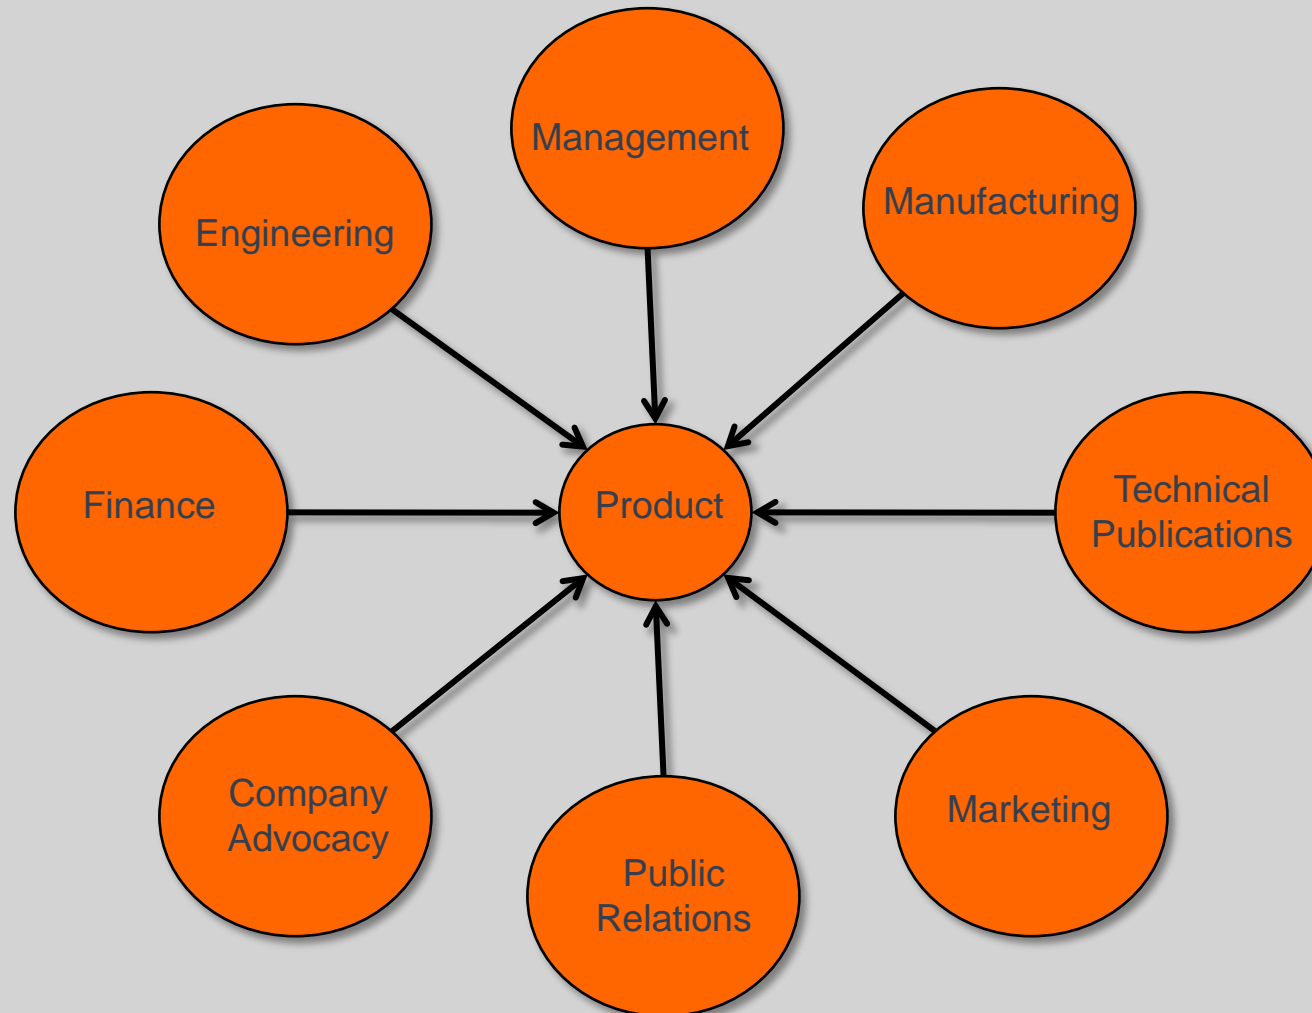 Management
Manufacturing
Engineering
Technical
Publications
Finance
Product
Company
Advocacy
Marketing
Public
Relations